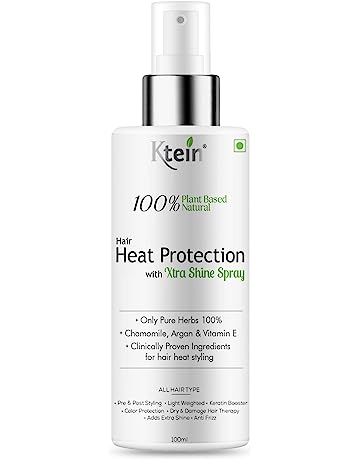 Ktein®
100% Plant Based
Natural
Hair
Heat Protection
with Xtra Shine Spray
• Only Pure Herbs 100%
• Chamomile, Argan & Vitamin E
• Clinically Proven Ingredients
for hair heat styling
ALL HAIR TYPE
• Pre & Post Styling • Light Weighted • Keratin Booster
• Color Protection • Dry & Damage Hair Therapy
• Adds Extra Shine • Anti Frizz
100ml